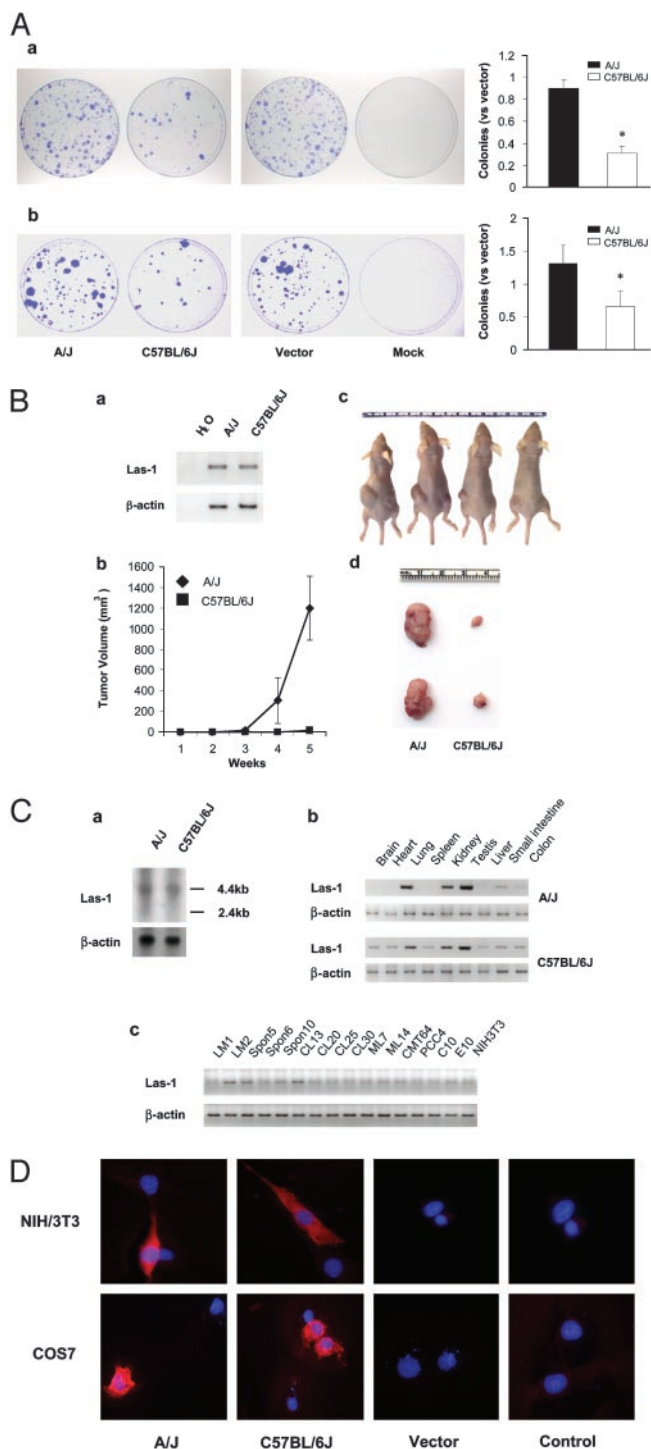 A
a
1.2
1
0.8
0.6
0.4
0.2
0
Colonies (vs vector)
A/J
C57BL/6J
*
b
2
1.5
1
0.5
0
Colonies (vs vector)
A/J
C57BL/6J
*
A/J C57BL/6J Vector Mock
B
a
H₂O A/J C57BL/6J
Las-1
β-actin
c
b
A/J
C57BL/6J
1600
1400
1200
1000
800
600
400
200
0
Tumor Volume (mm³)
1 2 3 4 5
Weeks
d
A/J C57BL/6J
C
a
A/J C57BL/6J
Las-1
4.4kb
2.4kb
β-actin
b
Brain Heart Lung Spleen Kidney Testis Liver Small intestine Colon
Las-1
β-actin
A/J
Las-1
β-actin
C57BL/6J
c
LM1 LM2 Spon5 Spon6 Spon10 CL13 CL20 CL25 CL30 ML7 ML14 CMT64 PCC4 C10 E10 NIH3T3
Las-1
β-actin
D
NIH/3T3
COS7
A/J C57BL/6J Vector Control